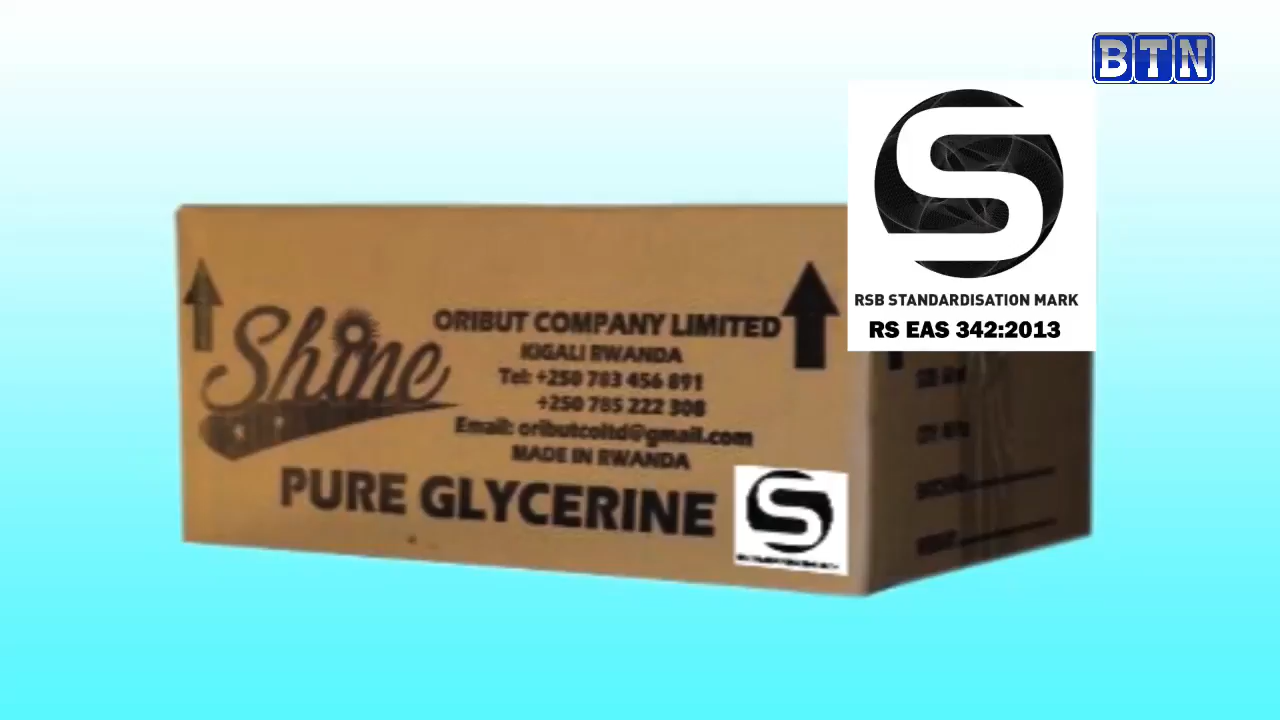 BTN
S
RSB STANDARDISATION MARK
RS EAS 342:2013
Shine
ORIBUT COMPANY LIMITED
KIGALI RWANDA
Tel: +250 783 456 891
+250 785 222 308
Email: oributcoltd@gmail.com
MADE IN RWANDA
PURE GLYCERINE
S